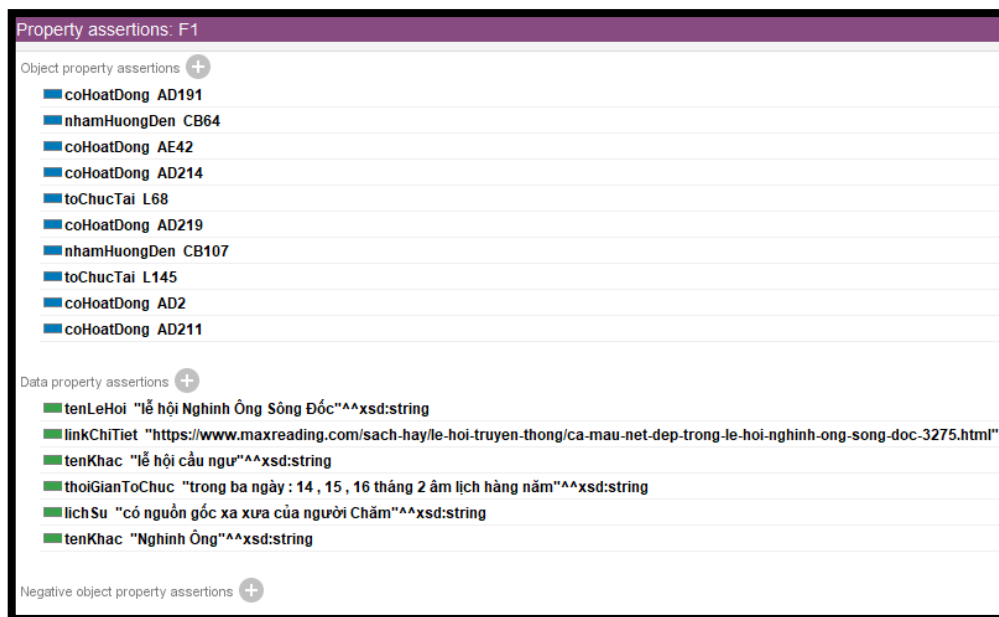 Property assertions: F1
Object property assertions
coHoatDong AD191
nhamHuongDen CB64
coHoatDong AE42
coHoatDong AD214
toChucTai L68
coHoatDong AD219
nhamHuongDen CB107
toChucTai L145
coHoatDong AD2
coHoatDong AD211
Data property assertions
tenLeHoi "lễ hội Nghinh Ông Sông Đốc"^^xsd:string
linkChiTiet "https://www.maxreading.com/sach-hay/le-hoi-truyen-thong/ca-mau-net-dep-trong-le-hoi-nghinh-ong-song-doc-3275.html"
tenKhac "lễ hội cầu ngư"^^xsd:string
thoiGianToChuc "trong ba ngày : 14 , 15 , 16 tháng 2 âm lịch hàng năm"^^xsd:string
lichSu "có nguồn gốc xa xưa của người Chăm"^^xsd:string
tenKhac "Nghinh Ông"^^xsd:string
Negative object property assertions